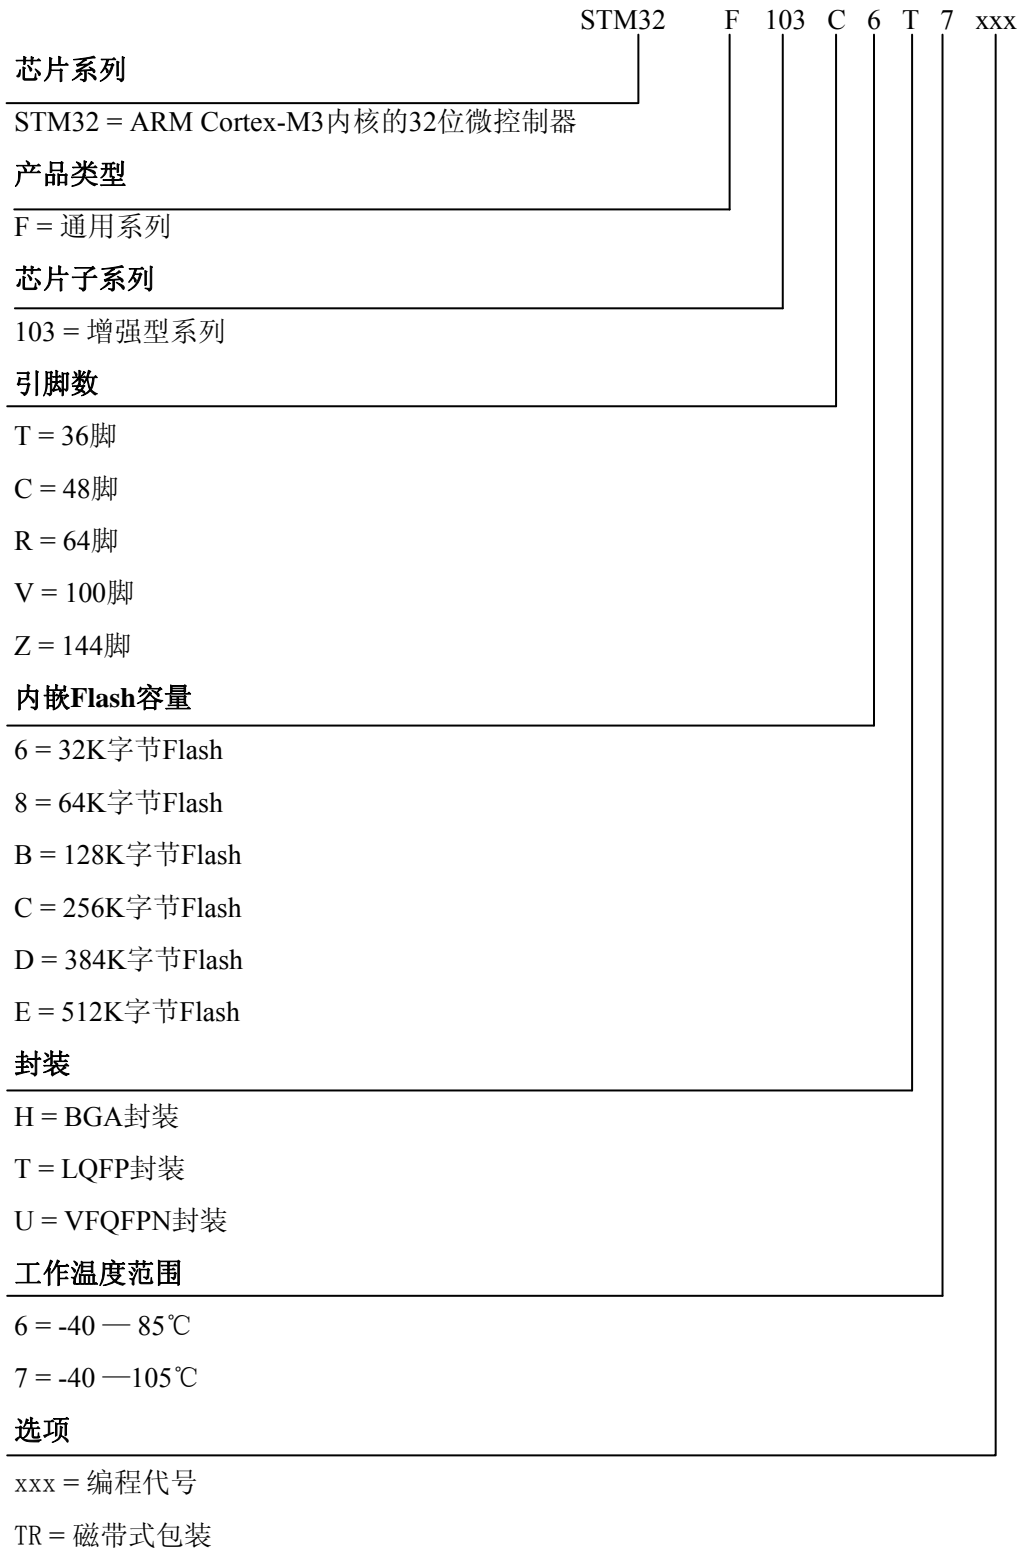 STM32 F 103 C 6 T 7 xxx
芯片系列
STM32 = ARM Cortex-M3内核的32位微控制器
产品类型
F = 通用系列
芯片子系列
103 = 增强型系列
引脚数
T = 36脚
C = 48脚
R = 64脚
V = 100脚
Z = 144脚
内嵌Flash容量
6 = 32K字节Flash
8 = 64K字节Flash
B = 128K字节Flash
C = 256K字节Flash
D = 384K字节Flash
E = 512K字节Flash
封装
H = BGA封装
T = LQFP封装
U = VFQFPN封装
工作温度范围
6 = -40 — 85℃
7 = -40 —105℃
选项
xxx = 编程代号
TR = 磁带式包装